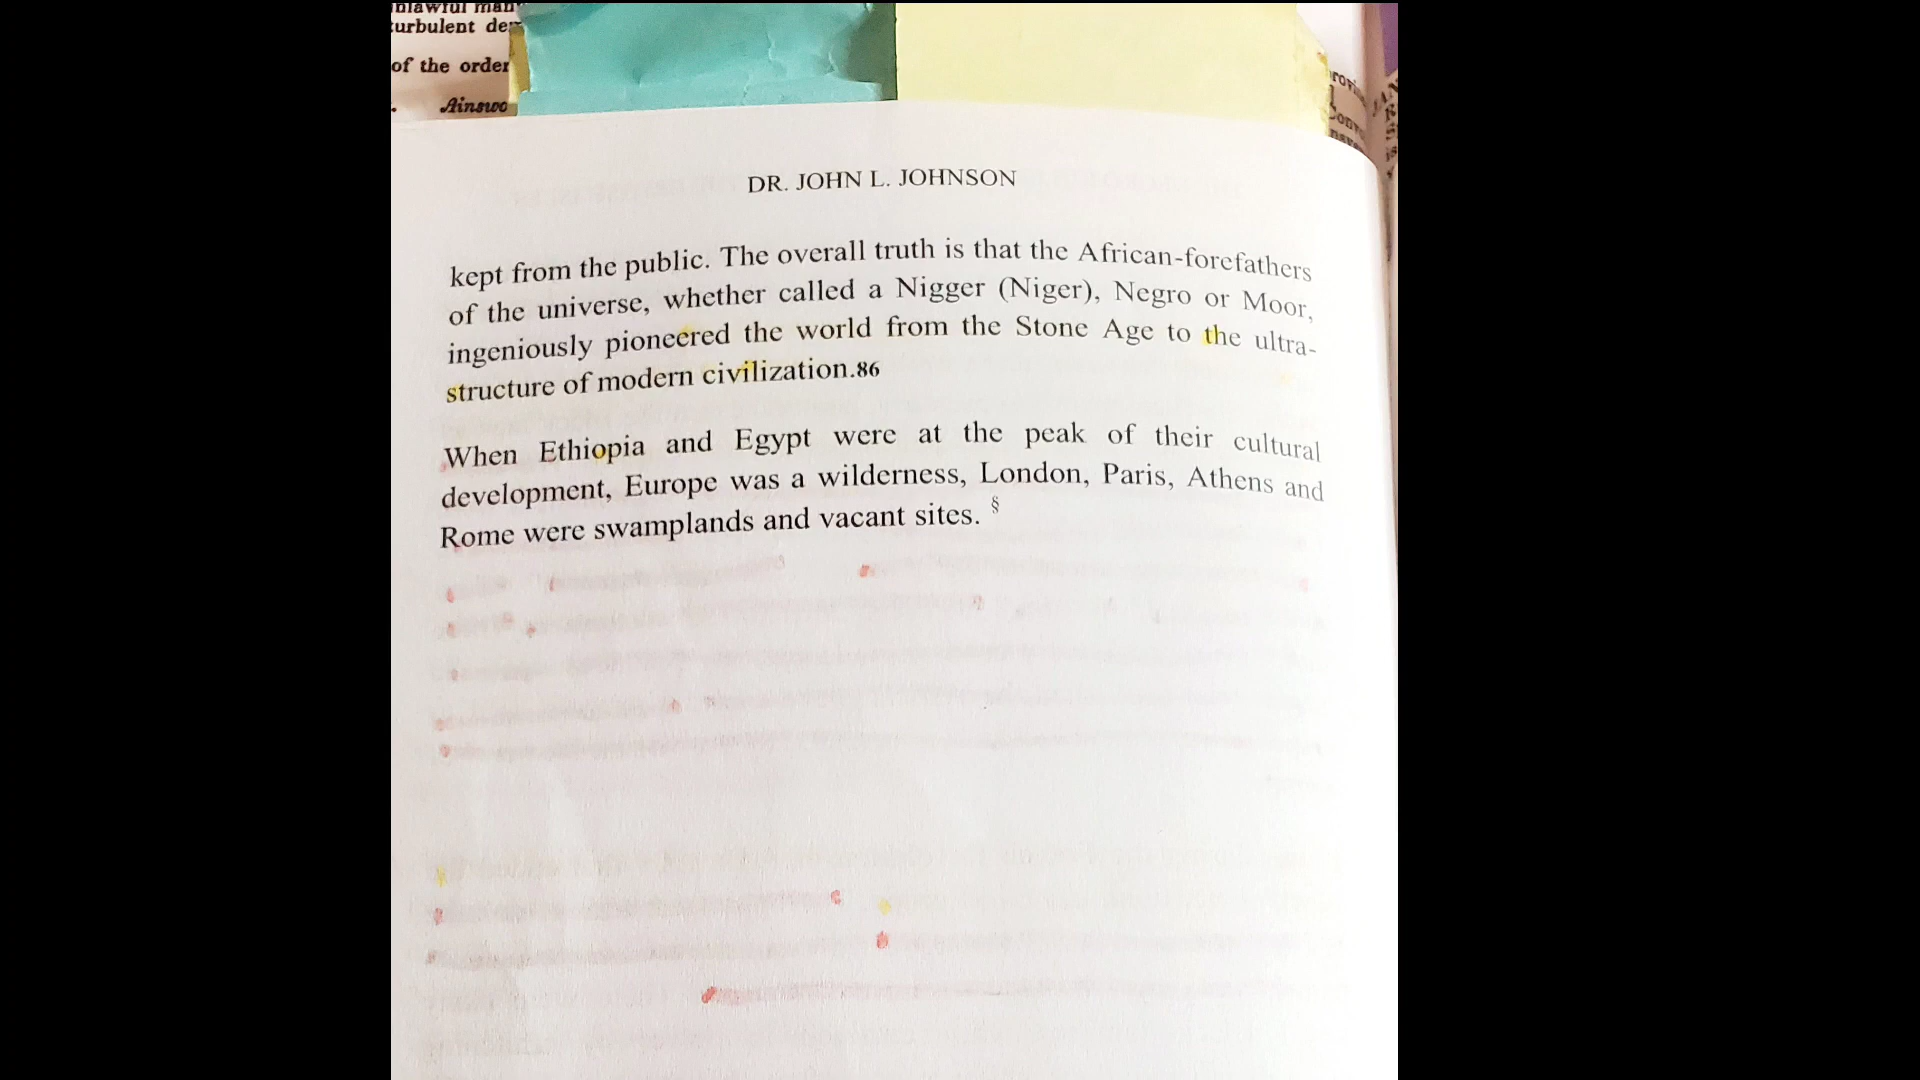 turbulent
of the order
Ainswo
DR. JOHN L. JOHNSON
kept from the public. The overall truth is that the African-forefathers
of the universe, whether called a Nigger (Niger), Negro or Moor,
ingeniously pioneered the world from the Stone Age to the ultra-
structure of modern civilization.86
When Ethiopia and Egypt were at the peak of their cultural
development, Europe was a wilderness, London, Paris, Athens and
Rome were swamplands and vacant sites. §